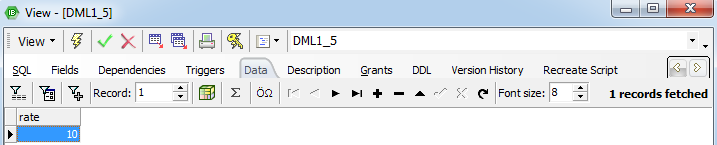 View - [DML1_5]
View DML1_5
SQL Fields Dependencies Triggers Data Description Grants DDL Version History Recreate Script
Record: 1 Σ ÖΩ Font size: 8 1 records fetched
rate
10